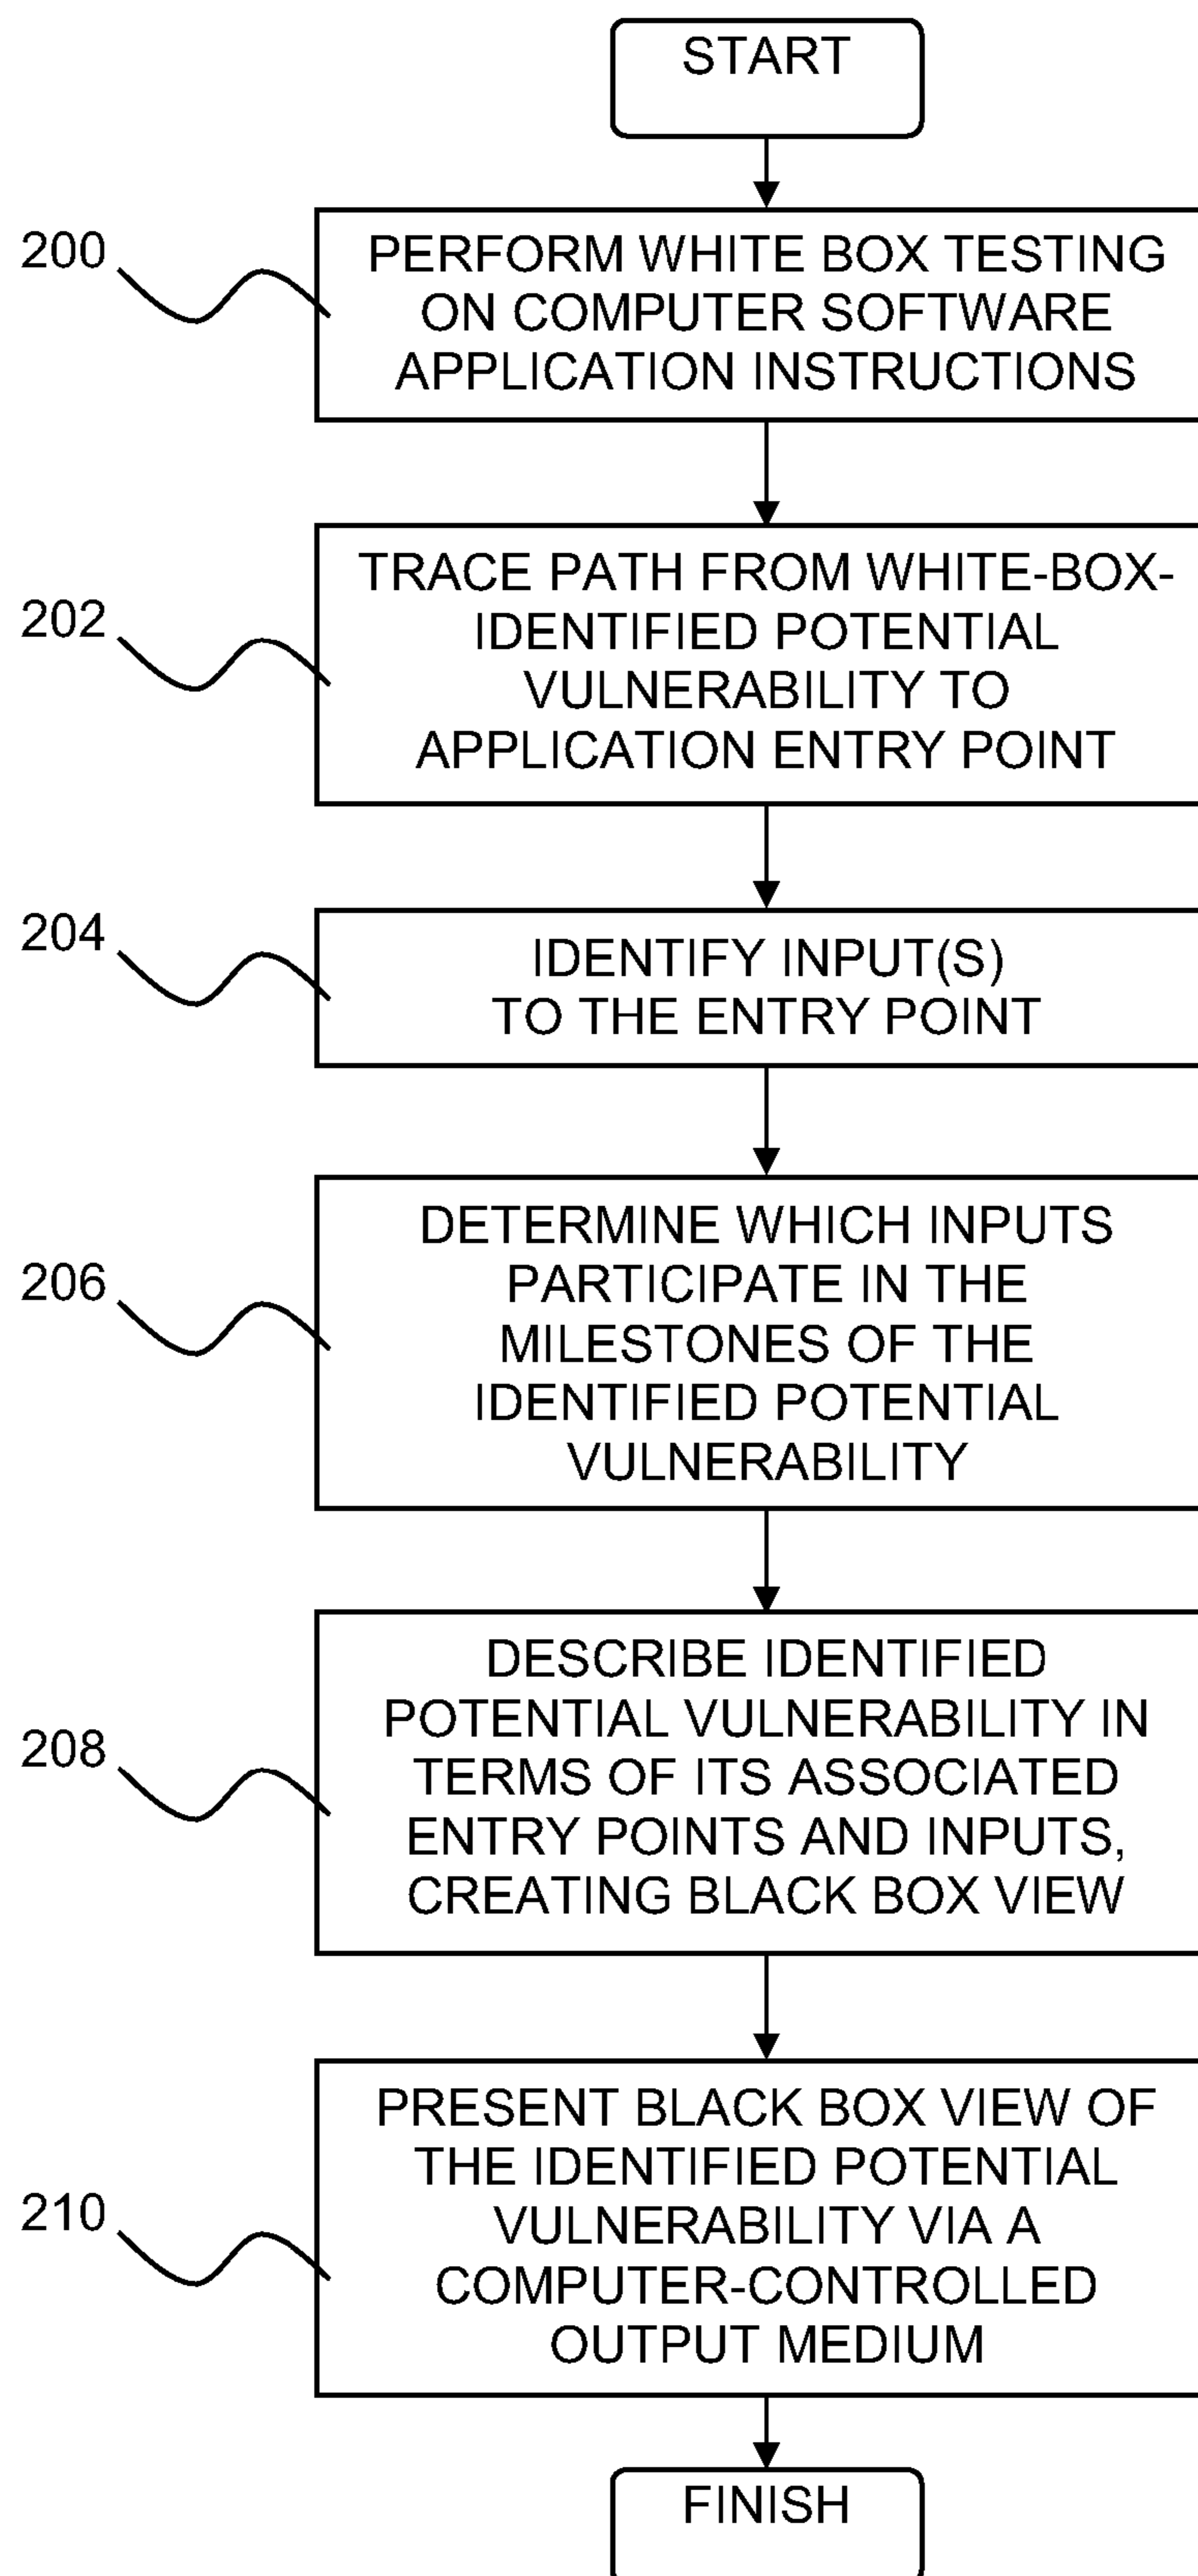 START
200
PERFORM WHITE BOX TESTING
ON COMPUTER SOFTWARE
APPLICATION INSTRUCTIONS
202
TRACE PATH FROM WHITE-BOX-
IDENTIFIED POTENTIAL
VULNERABILITY TO
APPLICATION ENTRY POINT
204
IDENTIFY INPUT(S)
TO THE ENTRY POINT
206
DETERMINE WHICH INPUTS
PARTICIPATE IN THE
MILESTONES OF THE
IDENTIFIED POTENTIAL
VULNERABILITY
208
DESCRIBE IDENTIFIED
POTENTIAL VULNERABILITY IN
TERMS OF ITS ASSOCIATED
ENTRY POINTS AND INPUTS,
CREATING BLACK BOX VIEW
210
PRESENT BLACK BOX VIEW OF
THE IDENTIFIED POTENTIAL
VULNERABILITY VIA A
COMPUTER-CONTROLLED
OUTPUT MEDIUM
FINISH